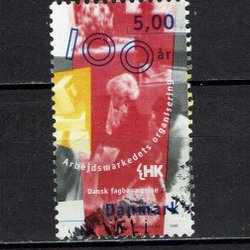 5,00
100 år
Arbejdsmarkedets organisering
HK
Dansk fagbevægelse
Danmark